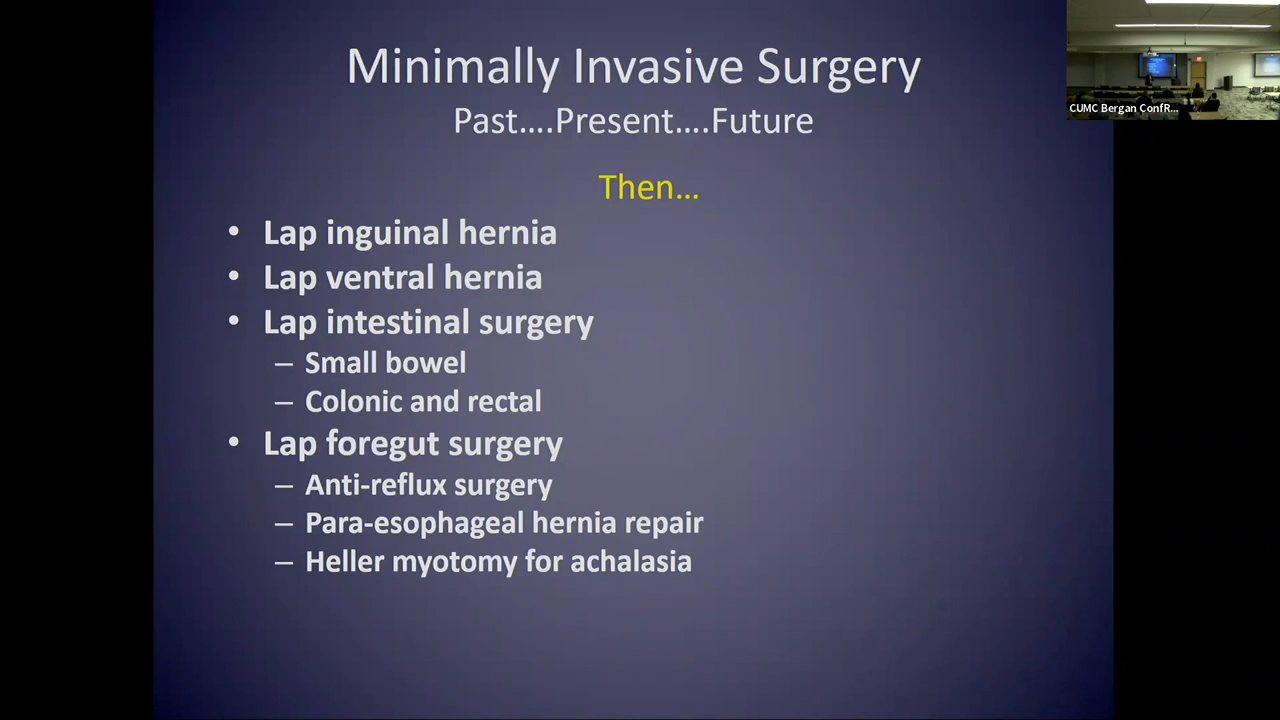 Minimally Invasive Surgery
Past....Present....Future
Then...
• Lap inguinal hernia
• Lap ventral hernia
• Lap intestinal surgery
– Small bowel
– Colonic and rectal
• Lap foregut surgery
– Anti-reflux surgery
– Para-esophageal hernia repair
– Heller myotomy for achalasia
CUMC Bergan ConfR...